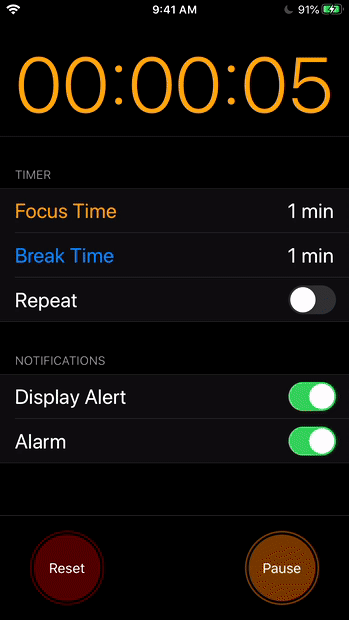 9:41 AM 91%
00:00:05
TIMER
Focus Time 1 min
Break Time 1 min
Repeat
NOTIFICATIONS
Display Alert
Alarm
Reset Pause